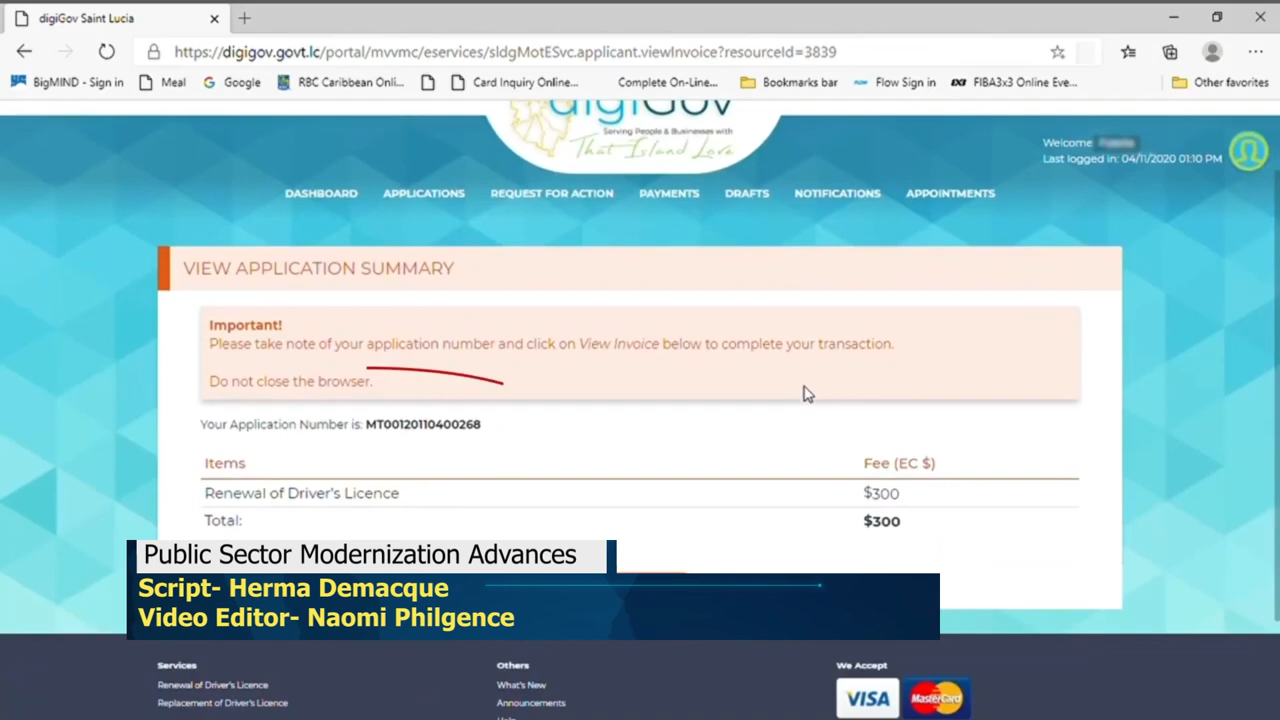 digiGov Saint Lucia
https://digigov.govt.lc/portal/mvvmc/eservices/sldgMotESvc.applicant.viewInvoice?resourceId=3839
BigMIND - Sign in Meal Google RBC Caribbean Onli... Card Inquiry Online... Complete On-Line... Bookmarks bar Flow Sign in FIBA3x3 Online Eve... Other favorites
digiGov
Serving People & Businesses with
That Island Love
Welcome
Last logged in: 04/11/2020 01:10 PM
DASHBOARD APPLICATIONS REQUEST FOR ACTION PAYMENTS DRAFTS NOTIFICATIONS APPOINTMENTS
VIEW APPLICATION SUMMARY
Important!
Please take note of your application number and click on View Invoice below to complete your transaction.
Do not close the browser.
Your Application Number is: MT00120110400268
Items Fee (EC $)
Renewal of Driver's Licence $300
Total: $300
Public Sector Modernization Advances
Script- Herma Demacque
Video Editor- Naomi Philgence
Services Others We Accept
Renewal of Driver's Licence What's New
Replacement of Driver's Licence Announcements
VISA MasterCard